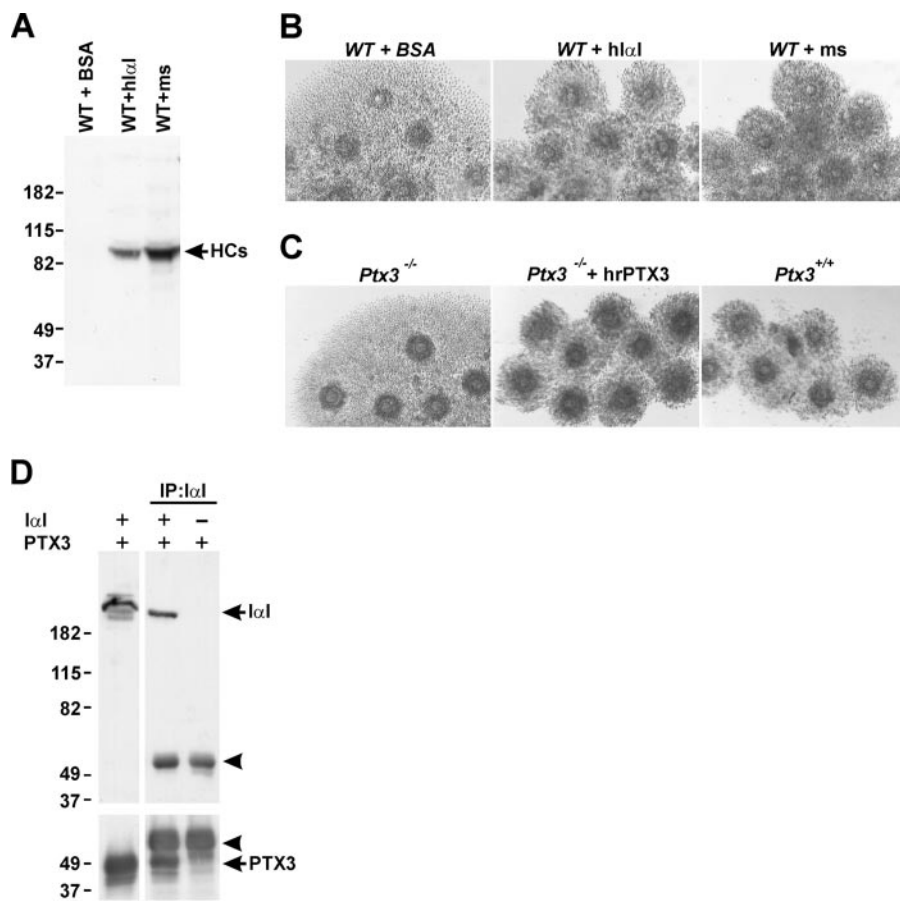 A
WT + BSA
WT+hIαI
WT+ms
182
115
82
49
37
HCs
B
WT + BSA
WT + hIαI
WT + ms
C
Ptx3 -/-
Ptx3 -/- + hrPTX3
Ptx3 +/+
D
IP:IαI
IαI + + –
PTX3 + + +
182
115
82
49
37
IαI
49
37
PTX3